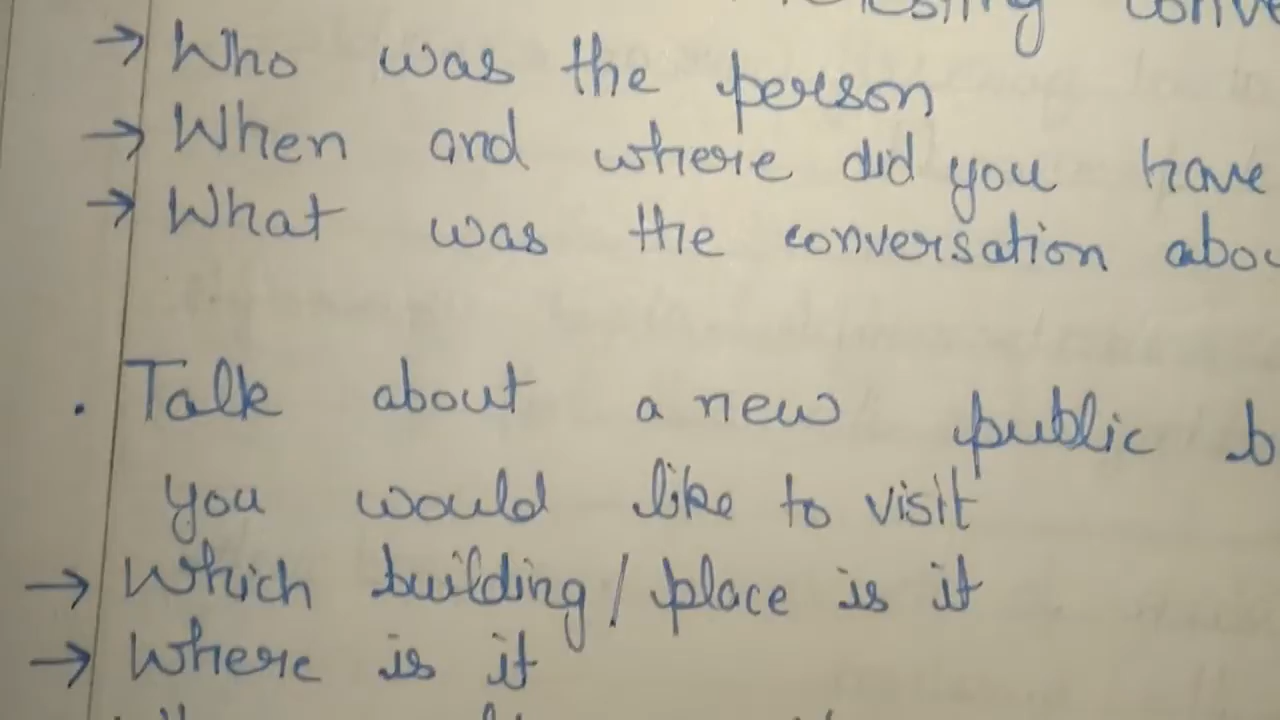 → Who was the person
→ When and where did you have
→ What was the conversation
. Talk about a new public
you would like to visit
→ Which building / place is it
→ Where is it